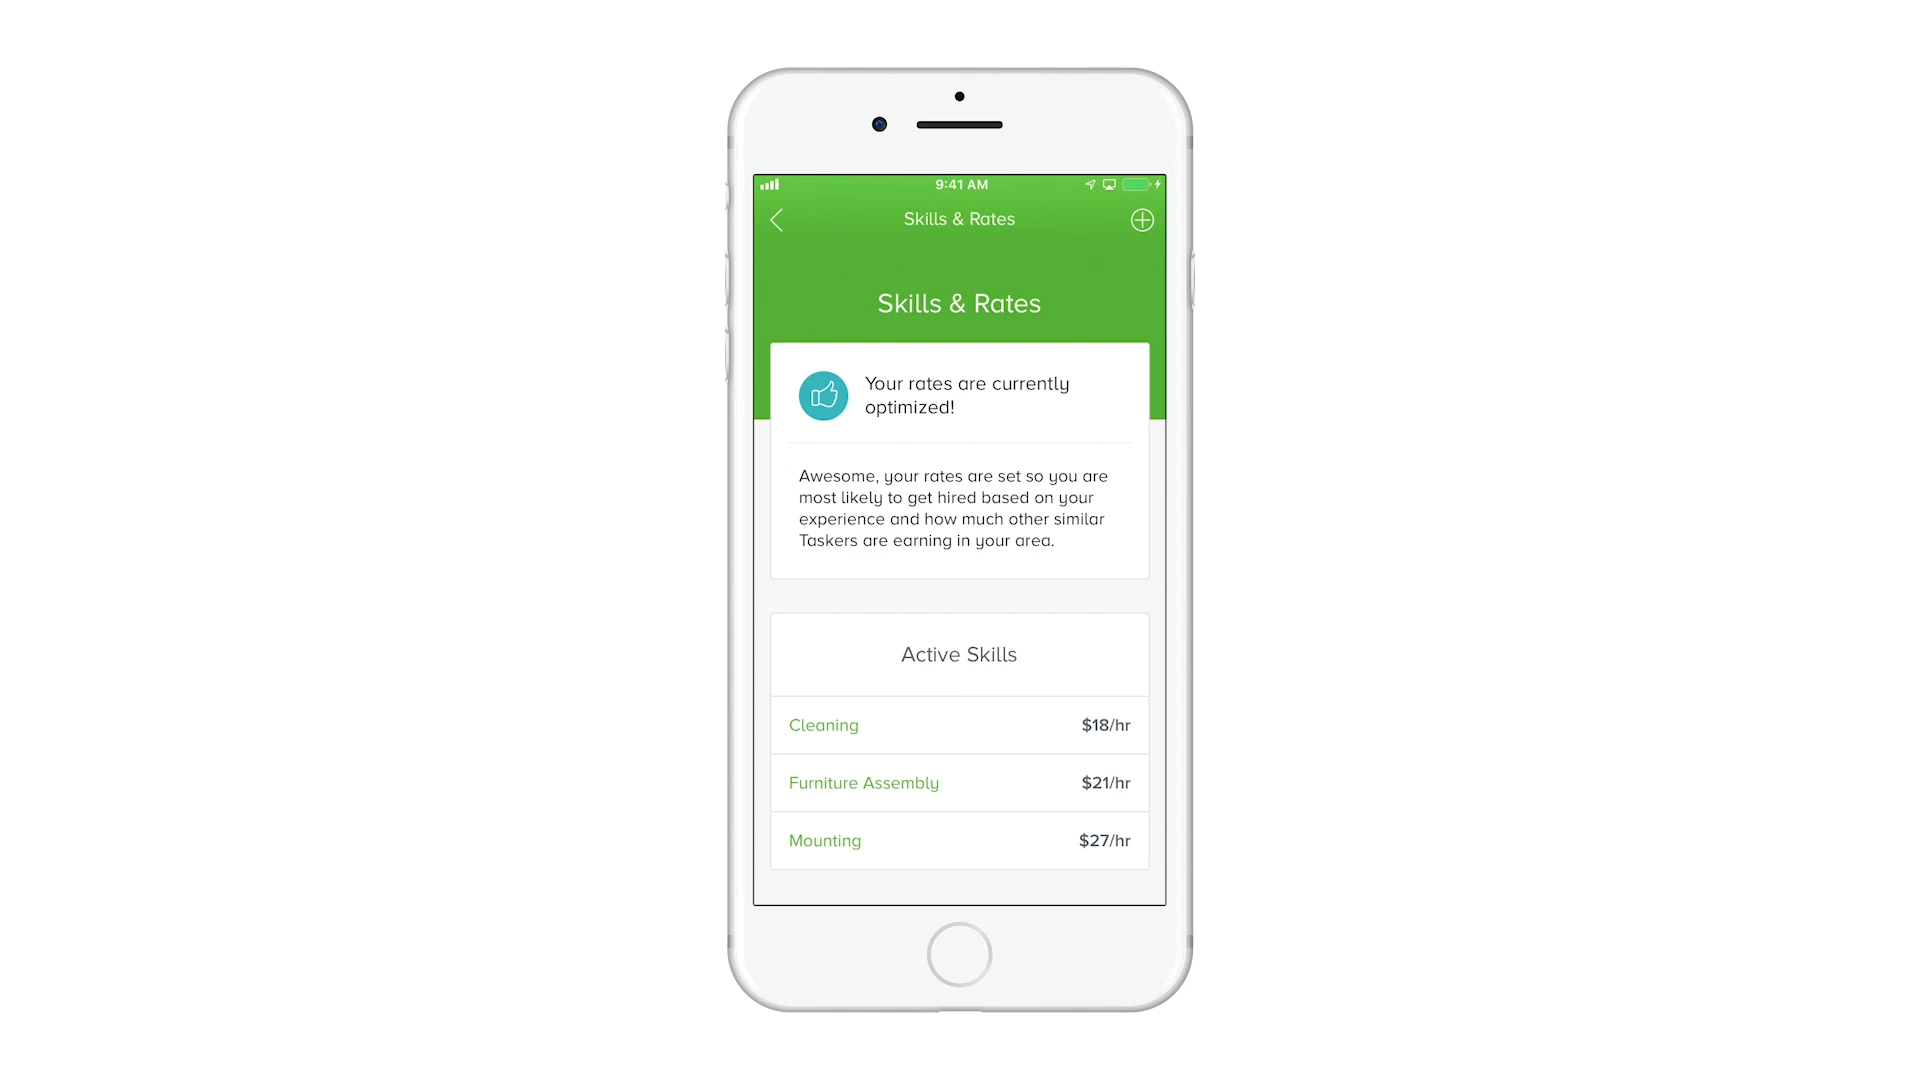 9:41 AM
Skills & Rates
Skills & Rates
Your rates are currently
optimized!
Awesome, your rates are set so you are
most likely to get hired based on your
experience and how much other similar
Taskers are earning in your area.
Active Skills
Cleaning $18/hr
Furniture Assembly $21/hr
Mounting $27/hr